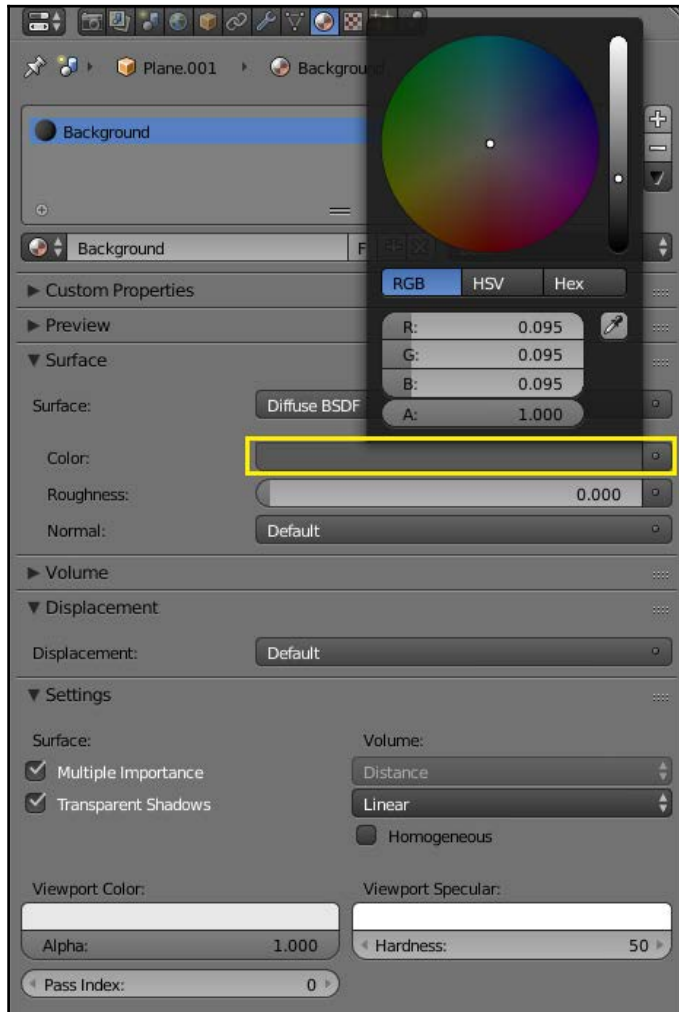 Plane.001 Background
Background
Background F
Custom Properties
Preview
RGB HSV Hex
R: 0.095
G: 0.095
B: 0.095
A: 1.000
Surface
Surface: Diffuse BSDF
Color:
Roughness: 0.000
Normal: Default
Volume
Displacement
Displacement: Default
Settings
Surface: Volume:
Multiple Importance Distance
Transparent Shadows Linear
Homogeneous
Viewport Color: Viewport Specular:
Alpha: 1.000 Hardness: 50
Pass Index: 0